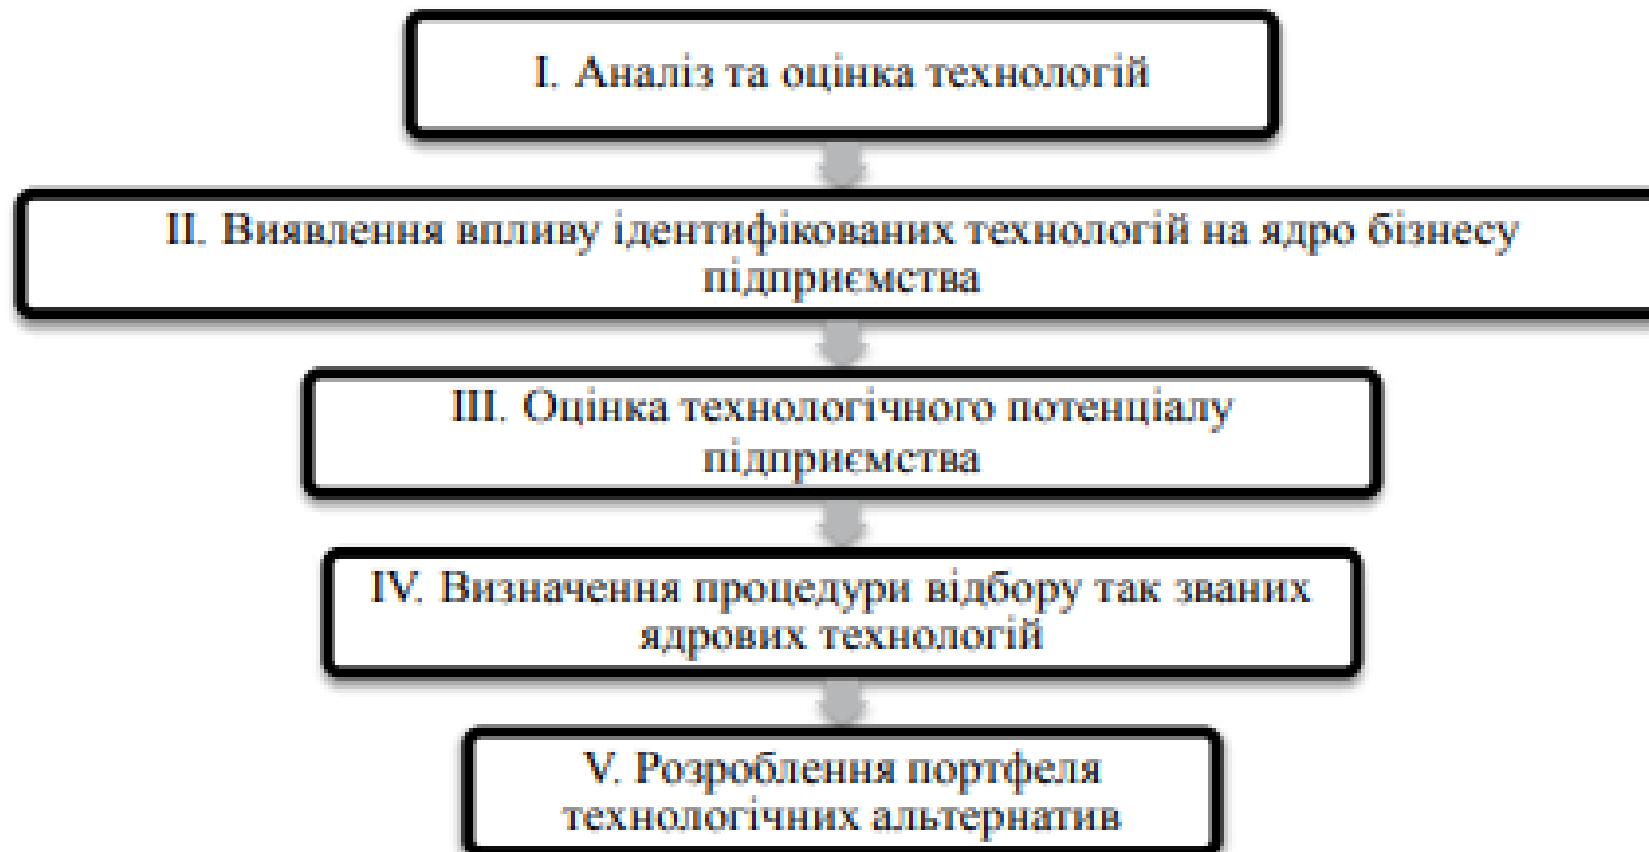 I. Аналіз та оцінка технологій
II. Виявлення впливу ідентифікованих технологій на ядро бізнесу
підприємства
III. Оцінка технологічного потенціалу
підприємства
IV. Визначення процедури відбору так званих
ядрових технологій
V. Розроблення портфеля
технологічних альтернатив